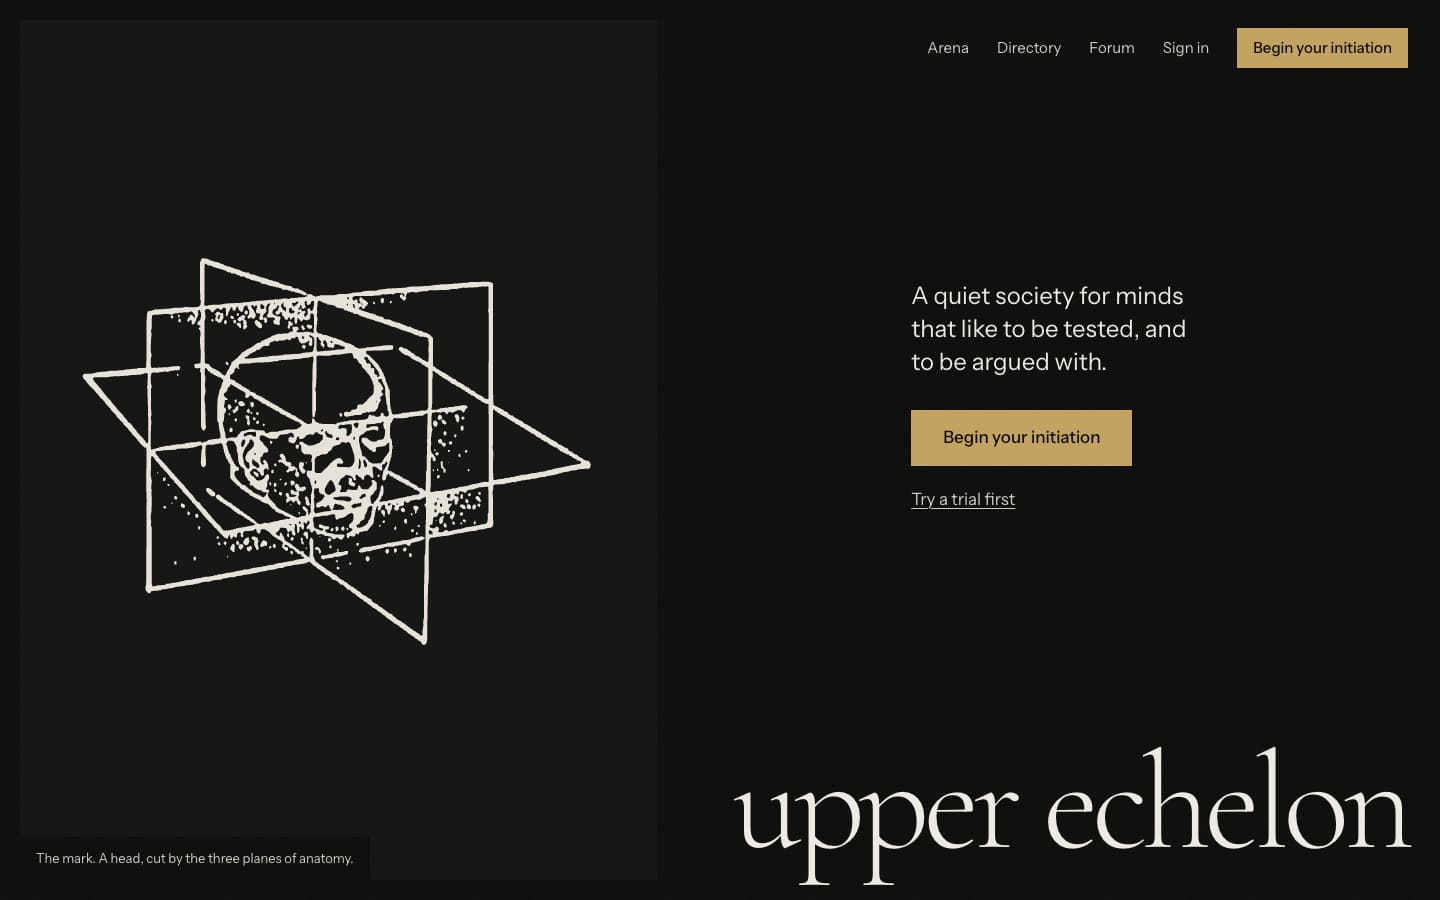 Arena
Directory
Forum
Sign in
Begin your initiation
A quiet society for minds
that like to be tested, and
to be argued with.
Begin your initiation
Try a trial first
upper echelon
The mark. A head, cut by the three planes of anatomy.